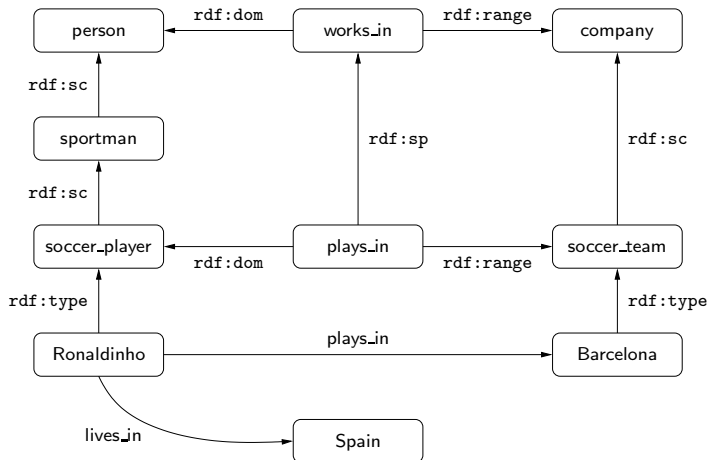 person
rdf:dom
works_in
rdf:range
company
rdf:sc
sportman
rdf:sp
rdf:sc
rdf:sc
soccer_player
rdf:dom
plays_in
rdf:range
soccer_team
rdf:type
rdf:type
Ronaldinho
plays_in
Barcelona
lives_in
Spain